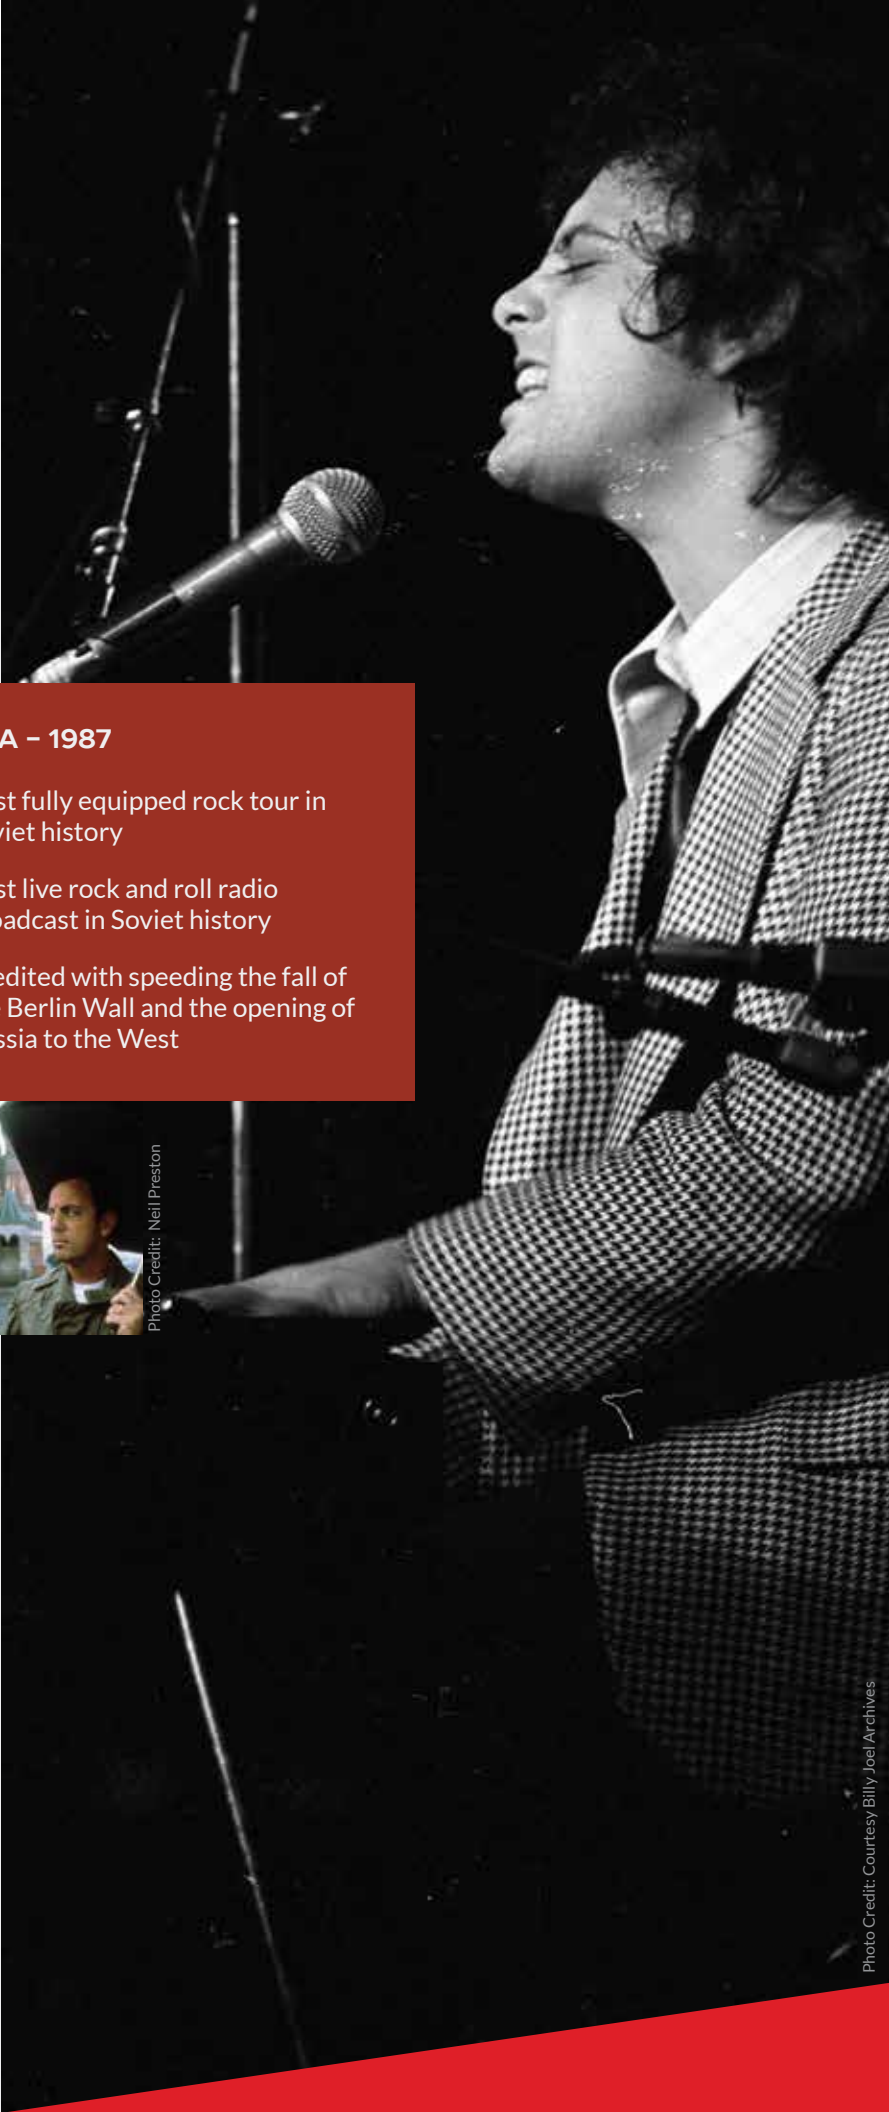 A – 1987
st fully equipped rock tour in
viet history
st live rock and roll radio
oadcast in Soviet history
edited with speeding the fall of
e Berlin Wall and the opening of
ssia to the West
Photo Credit: Neil Preston
Photo Credit: Courtesy Billy Joel Archives